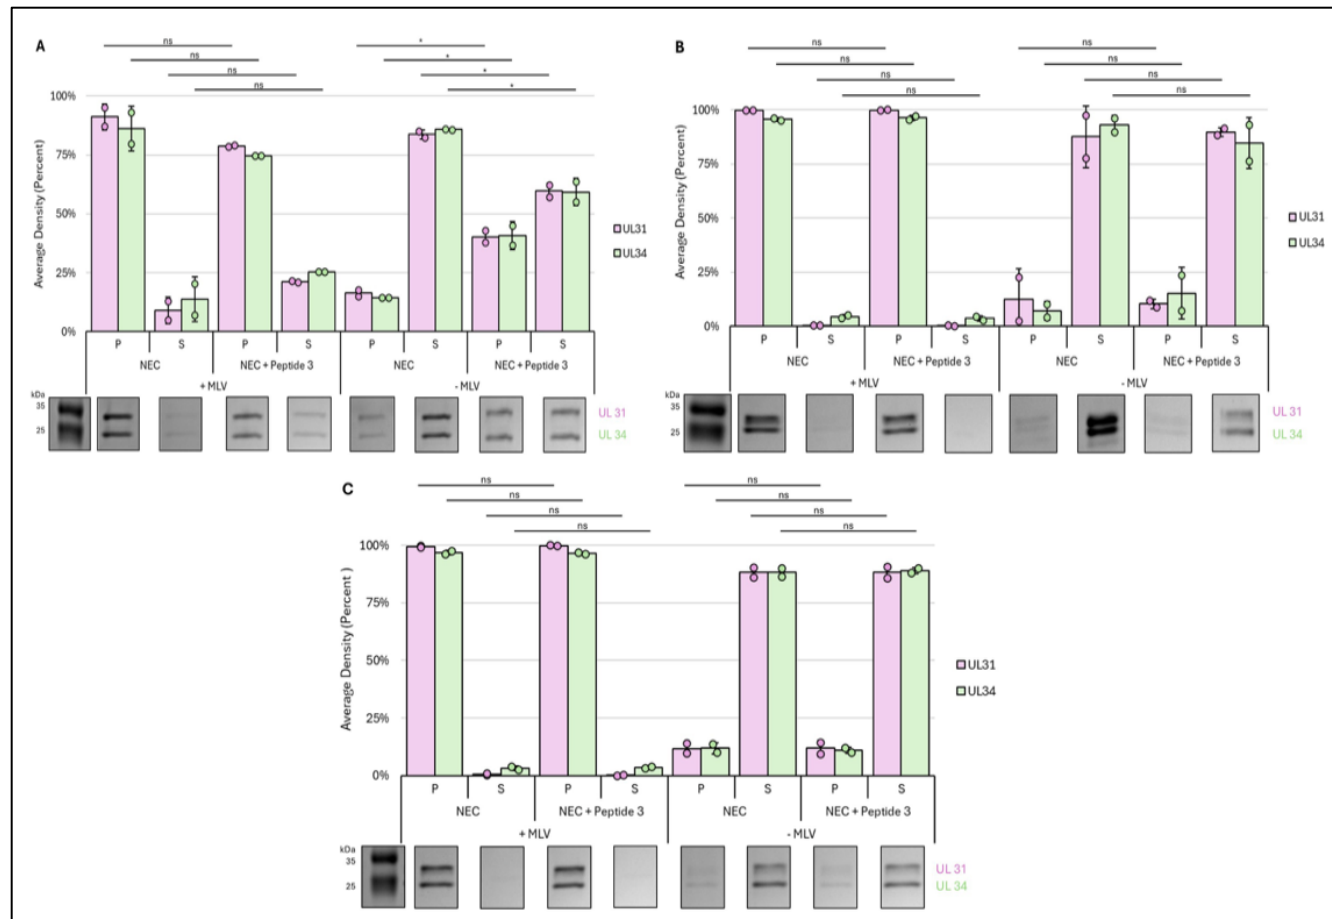 A
ns
ns
ns
ns
*
*
*
*
100%
75%
50%
25%
0%
Average Density (Percent)
UL31
UL34
P S P S P S P S
NEC NEC + Peptide 3 NEC NEC + Peptide 3
+ MLV - MLV
kDa
35
25
UL 31
UL 34
B
ns
ns
ns
ns
ns
ns
ns
ns
100%
75%
50%
25%
0%
Average Density (Percent)
UL31
UL34
P S P S P S P S
NEC NEC + Peptide 3 NEC NEC + Peptide 3
+ MLV - MLV
kDa
35
25
UL 31
UL 34
C
ns
ns
ns
ns
ns
ns
ns
ns
100%
75%
50%
25%
0%
Average Density (Percent )
UL31
UL34
P S P S P S P S
NEC NEC + Peptide 3 NEC NEC + Peptide 3
+ MLV - MLV
kDa
35
25
UL 31
UL 34